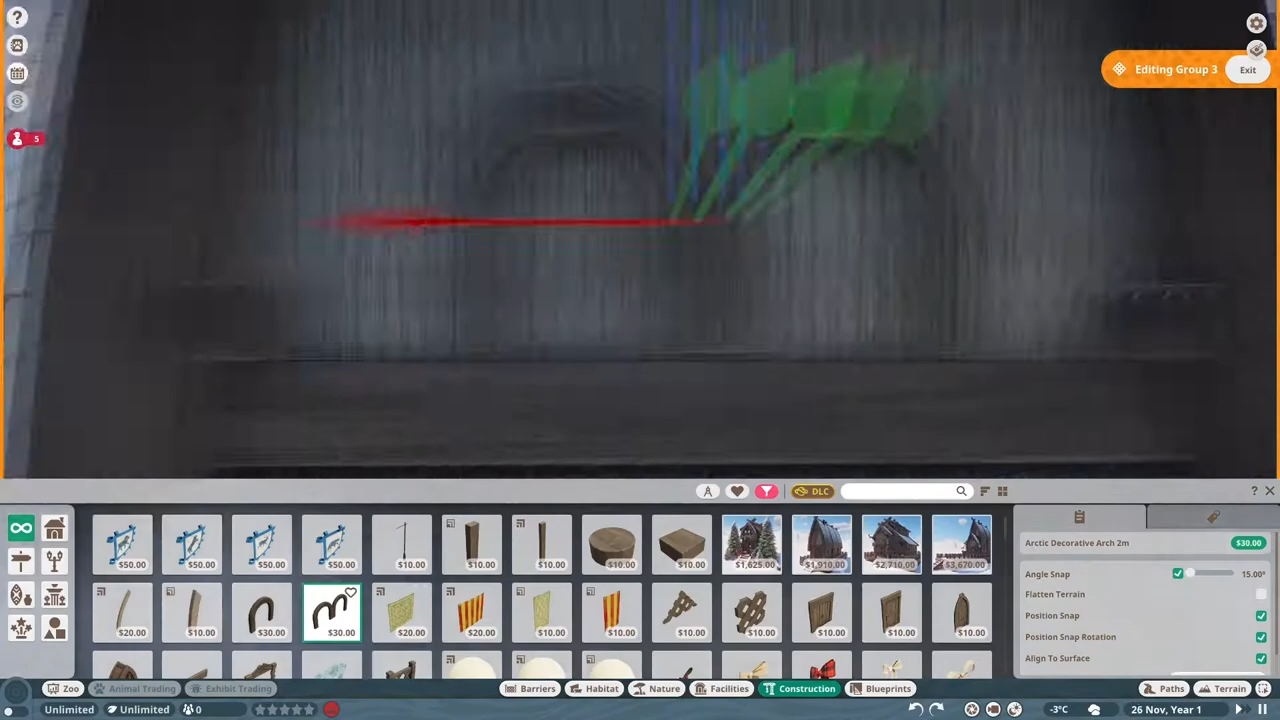 ?
Editing Group 3
Exit
5
DLC
?
$50.00
$50.00
$50.00
$50.00
$10.00
$10.00
$10.00
$10.00
$10.00
$1,625.00
$1,910.00
$2,710.00
$3,670.00
Arctic Decorative Arch 2m
$30.00
Angle Snap
15.00°
$20.00
$10.00
$30.00
$30.00
$20.00
$20.00
$10.00
$10.00
$10.00
$10.00
$10.00
$10.00
$10.00
Flatten Terrain
Position Snap
Position Snap Rotation
Align To Surface
Zoo
Animal Trading
Exhibit Trading
Barriers
Habitat
Nature
Facilities
Construction
Blueprints
Paths
Terrain
Unlimited
Unlimited
0
-3°C
26 Nov, Year 1